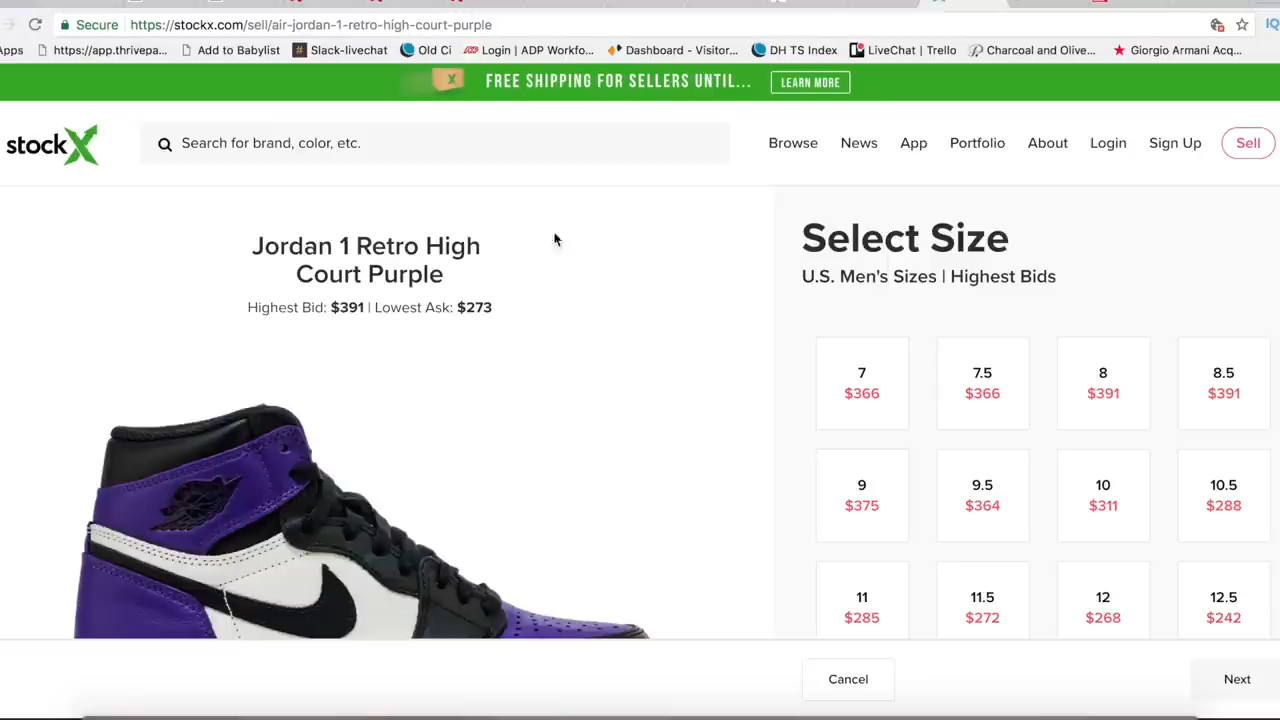 Secure https://stockx.com/sell/air-jordan-1-retro-high-court-purple
Apps https://app.thrivepa... Add to Babylist Slack-livechat Old Ci Login | ADP Workfo... Dashboard - Visitor... DH TS Index LiveChat | Trello Charcoal and Olive... Giorgio Armani Acq...
FREE SHIPPING FOR SELLERS UNTIL... LEARN MORE
stockX Search for brand, color, etc. Browse News App Portfolio About Login Sign Up Sell
Jordan 1 Retro High
Court Purple
Highest Bid: $391 | Lowest Ask: $273
Select Size
U.S. Men's Sizes | Highest Bids
7 7.5 8 8.5
$366 $366 $391 $391
9 9.5 10 10.5
$375 $364 $311 $288
11 11.5 12 12.5
$285 $272 $268 $242
Cancel Next